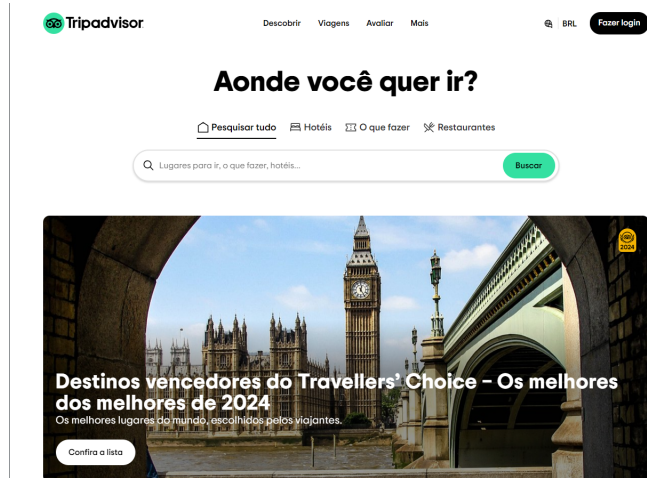 Tripadvisor
Descobrir Viagens Avaliar Mais
BRL
Fazer login
Aonde você quer ir?
Pesquisar tudo Hotéis O que fazer Restaurantes
Lugares para ir, o que fazer, hotéis...
Buscar
2024
Destinos vencedores do Travellers’ Choice – Os melhores
dos melhores de 2024
Os melhores lugares do mundo, escolhidos pelos viajantes.
Confira a lista